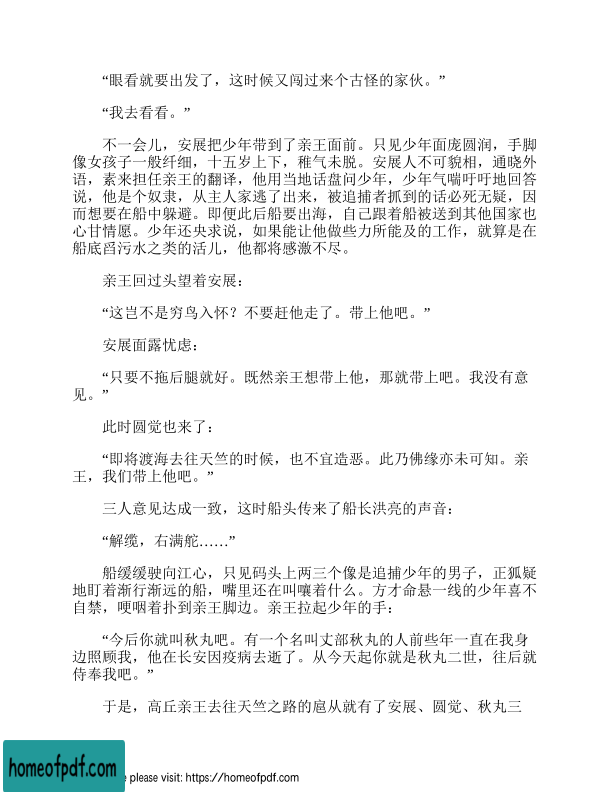 “眼看就要出发了，这时候又闯过来个古怪的家伙。”
“我去看看。”
不一会儿，安展把少年带到了亲王面前。只见少年面庞圆润，手脚
像女孩子一般纤细，十五岁上下，稚气未脱。安展人不可貌相，通晓外
语，素来担任亲王的翻译，他用当地话盘问少年，少年气喘吁吁地回答
说，他是个奴隶，从主人家逃了出来，被追捕者抓到的话必死无疑，因
而想要在船中躲避。即便此后船要出海，自己跟着船被送到其他国家也
心甘情愿。少年还央求说，如果能让他做些力所能及的工作，就算是在
船底舀污水之类的活儿，他都将感激不尽。
亲王回过头望着安展：
“这岂不是穷鸟入怀？不要赶他走了。带上他吧。”
安展面露忧虑：
“只要不拖后腿就好。既然亲王想带上他，那就带上吧。我没有意
见。”
此时圆觉也来了：
“即将渡海去往天竺的时候，也不宜造恶。此乃佛缘亦未可知。亲
王，我们带上他吧。”
三人意见达成一致，这时船头传来了船长洪亮的声音：
“解缆，右满舵……”
船缓缓驶向江心，只见码头上两三个像是追捕少年的男子，正狐疑
地盯着渐行渐远的船，嘴里还在叫嚷着什么。方才命悬一线的少年喜不
自禁，哽咽着扑到亲王脚边。亲王拉起少年的手：
“今后你就叫秋丸吧。有一个名叫丈部秋丸的人前些年一直在我身
边照顾我，他在长安因疫病去逝了。从今天起你就是秋丸二世，往后就
侍奉我吧。”
于是，高丘亲王去往天竺之路的扈从就有了安展、圆觉、秋丸三
homeofpdf.com
e please visit: https://homeofpdf.com